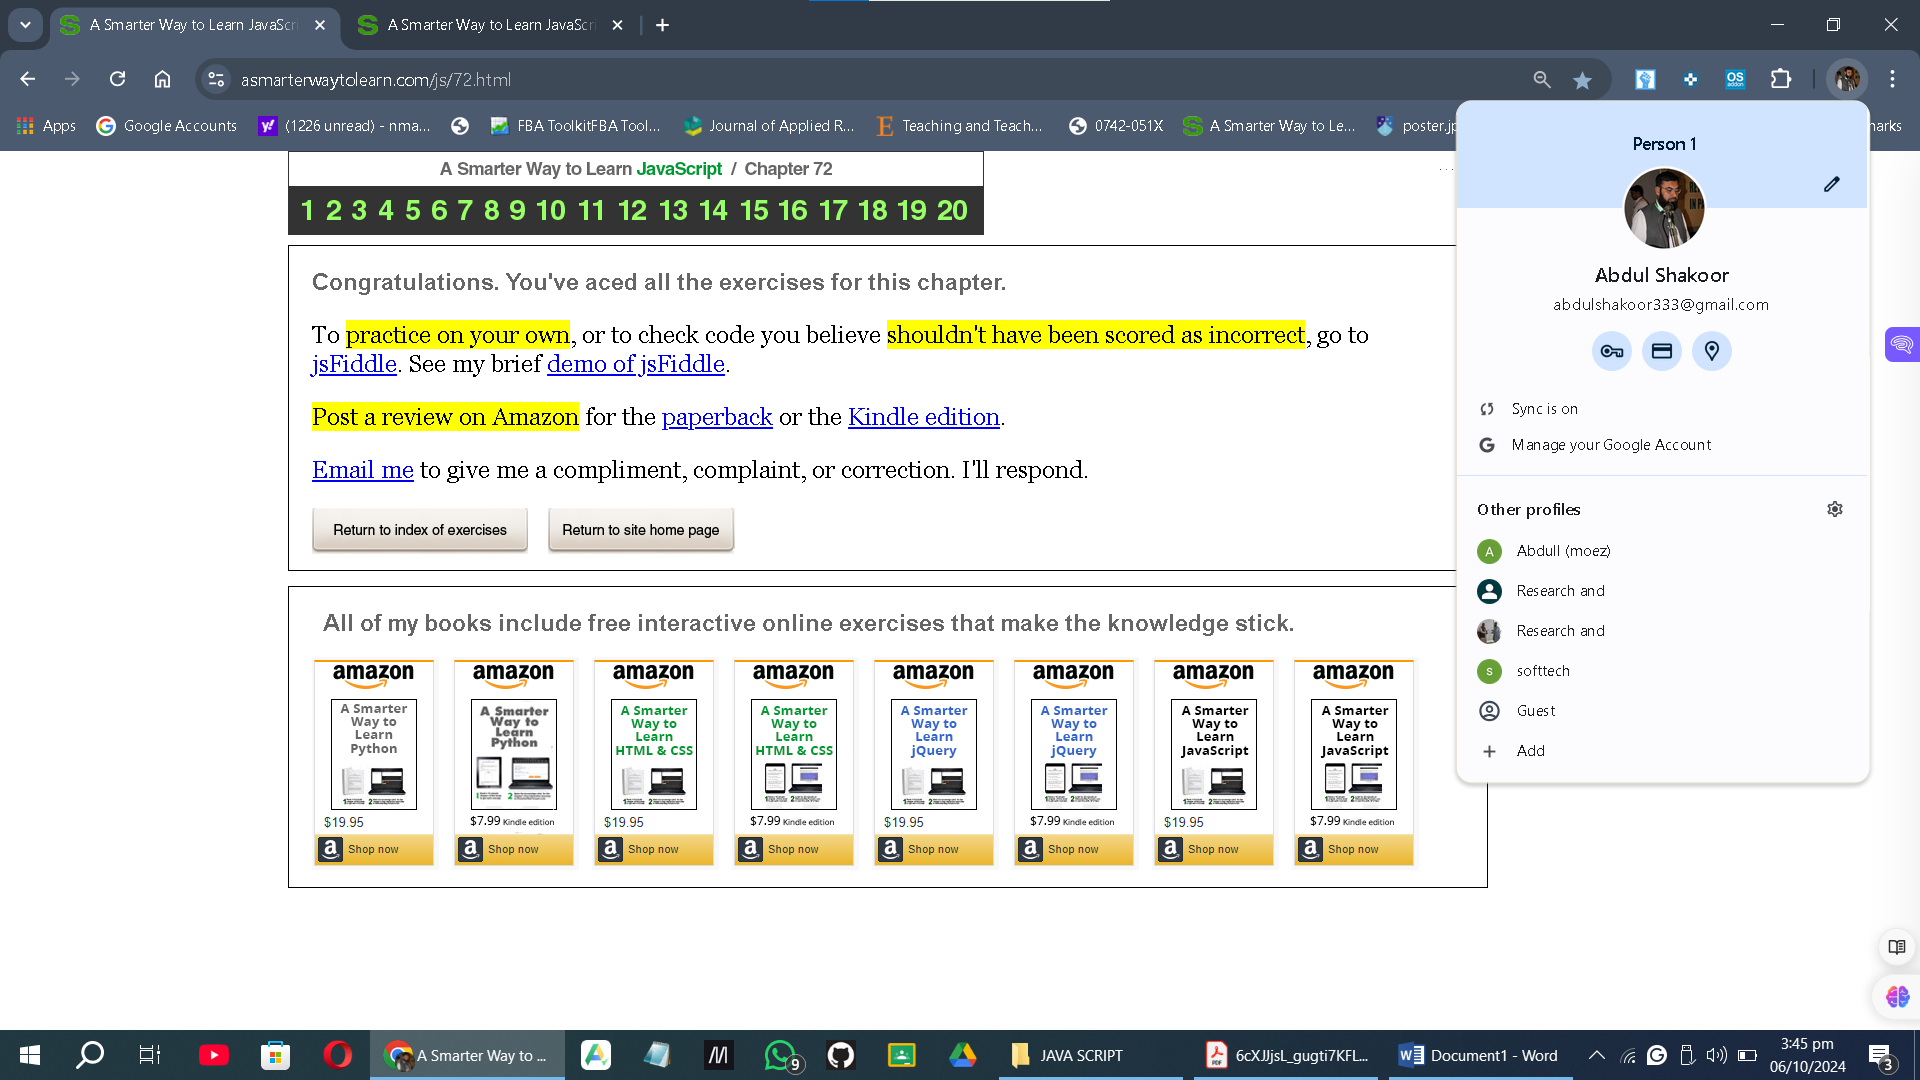 A Smarter Way to Learn JavaScri
A Smarter Way to Learn JavaScri
asmarterwaytolearn.com/js/72.html
OS
addon
Apps
Google Accounts
(1226 unread) - nma...
FBA ToolkitFBA Tool...
Journal of Applied R...
Teaching and Teach...
0742-051X
A Smarter Way to Le...
poster.jp
narks
A Smarter Way to Learn JavaScript / Chapter 72
1 2 3 4 5 6 7 8 9 10 11 12 13 14 15 16 17 18 19 20
Congratulations. You've aced all the exercises for this chapter.
To practice on your own, or to check code you believe shouldn't have been scored as incorrect, go to
jsFiddle. See my brief demo of jsFiddle.
Post a review on Amazon for the paperback or the Kindle edition.
Email me to give me a compliment, complaint, or correction. I'll respond.
Return to index of exercises
Return to site home page
All of my books include free interactive online exercises that make the knowledge stick.
amazon
A Smarter
Way to
Learn
Python
$19.95
Shop now
amazon
A Smarter
Way to
Learn
Python
$7.99 Kindle edition
Shop now
amazon
A Smarter
Way to
Learn
HTML & CSS
$19.95
Shop now
amazon
A Smarter
Way to
Learn
HTML & CSS
$7.99 Kindle edition
Shop now
amazon
A Smarter
Way to
Learn
jQuery
$19.95
Shop now
amazon
A Smarter
Way to
Learn
jQuery
$7.99 Kindle edition
Shop now
amazon
A Smarter
Way to
Learn
JavaScript
$19.95
Shop now
amazon
A Smarter
Way to
Learn
JavaScript
$7.99 Kindle edition
Shop now
Person 1
Abdul Shakoor
abdulshakoor333@gmail.com
Sync is on
Manage your Google Account
Other profiles
A
Abdull (moez)
Research and
Research and
s
softtech
Guest
Add
A Smarter Way to ...
9
JAVA SCRIPT
6cXJJjsL_gugti7KFL...
Document1 - Word
3:45 pm
06/10/2024
3